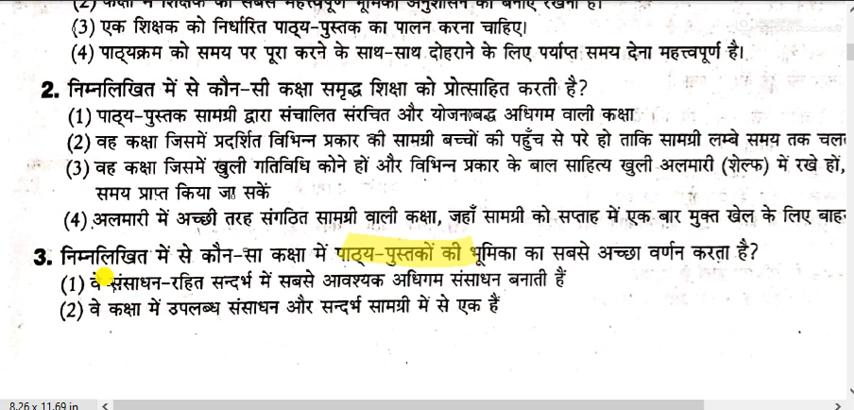 (3) एक शिक्षक को निर्धारित पाठ्य-पुस्तक का पालन करना चाहिए।
(4) पाठ्यक्रम को समय पर पूरा करने के साथ-साथ दोहराने के लिए पर्याप्त समय देना महत्त्वपूर्ण है।
2. निम्नलिखित में से कौन-सी कक्षा समृद्ध शिक्षा को प्रोत्साहित करती है?
(1) पाठ्य-पुस्तक सामग्री द्वारा संचालित संरचित और योजनाबद्ध अधिगम वाली कक्षा
(2) वह कक्षा जिसमें प्रदर्शित विभिन्न प्रकार की सामग्री बच्चों की पहुँच से परे हो ताकि सामग्री लम्बे समय तक चल
(3) वह कक्षा जिसमें खुली गतिविधि कोने हों और विभिन्न प्रकार के बाल साहित्य खुली अलमारी (शेल्फ) में रखे हों,
समय प्राप्त किया जा सकें
(4) अलमारी में अच्छी तरह संगठित सामग्री वाली कक्षा, जहाँ सामग्री को सप्ताह में एक बार मुक्त खेल के लिए बाह
3. निम्नलिखित में से कौन-सा कक्षा में पाठ्य-पुस्तकों की भूमिका का सबसे अच्छा वर्णन करता है?
(1) वे संसाधन-रहित सन्दर्भ में सबसे आवश्यक अधिगम संसाधन बनाती हैं
(2) वे कक्षा में उपलब्ध संसाधन और सन्दर्भ सामग्री में से एक हैं
8.26 x 11.69 in